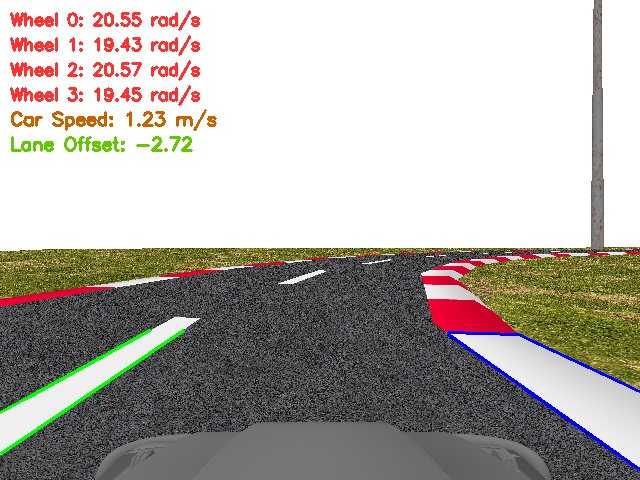 Wheel 0: 20.55 rad/s
Wheel 1: 19.43 rad/s
Wheel 2: 20.57 rad/s
Wheel 3: 19.45 rad/s
Car Speed: 1.23 m/s
Lane Offset: -2.72